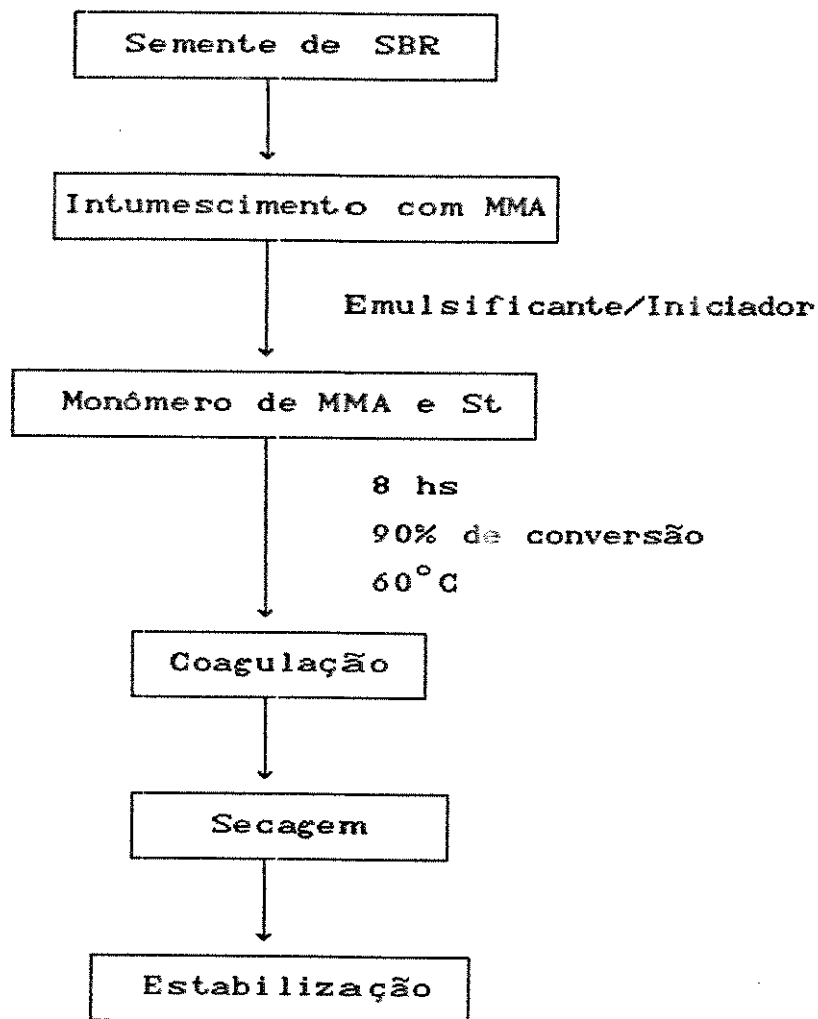 Semente de SBR
Intumescimento com MMA
Emulsificante/Iniciador
Monômero de MMA e St
8 hs
90% de conversão
60°C
Coagulação
Secagem
Estabilização